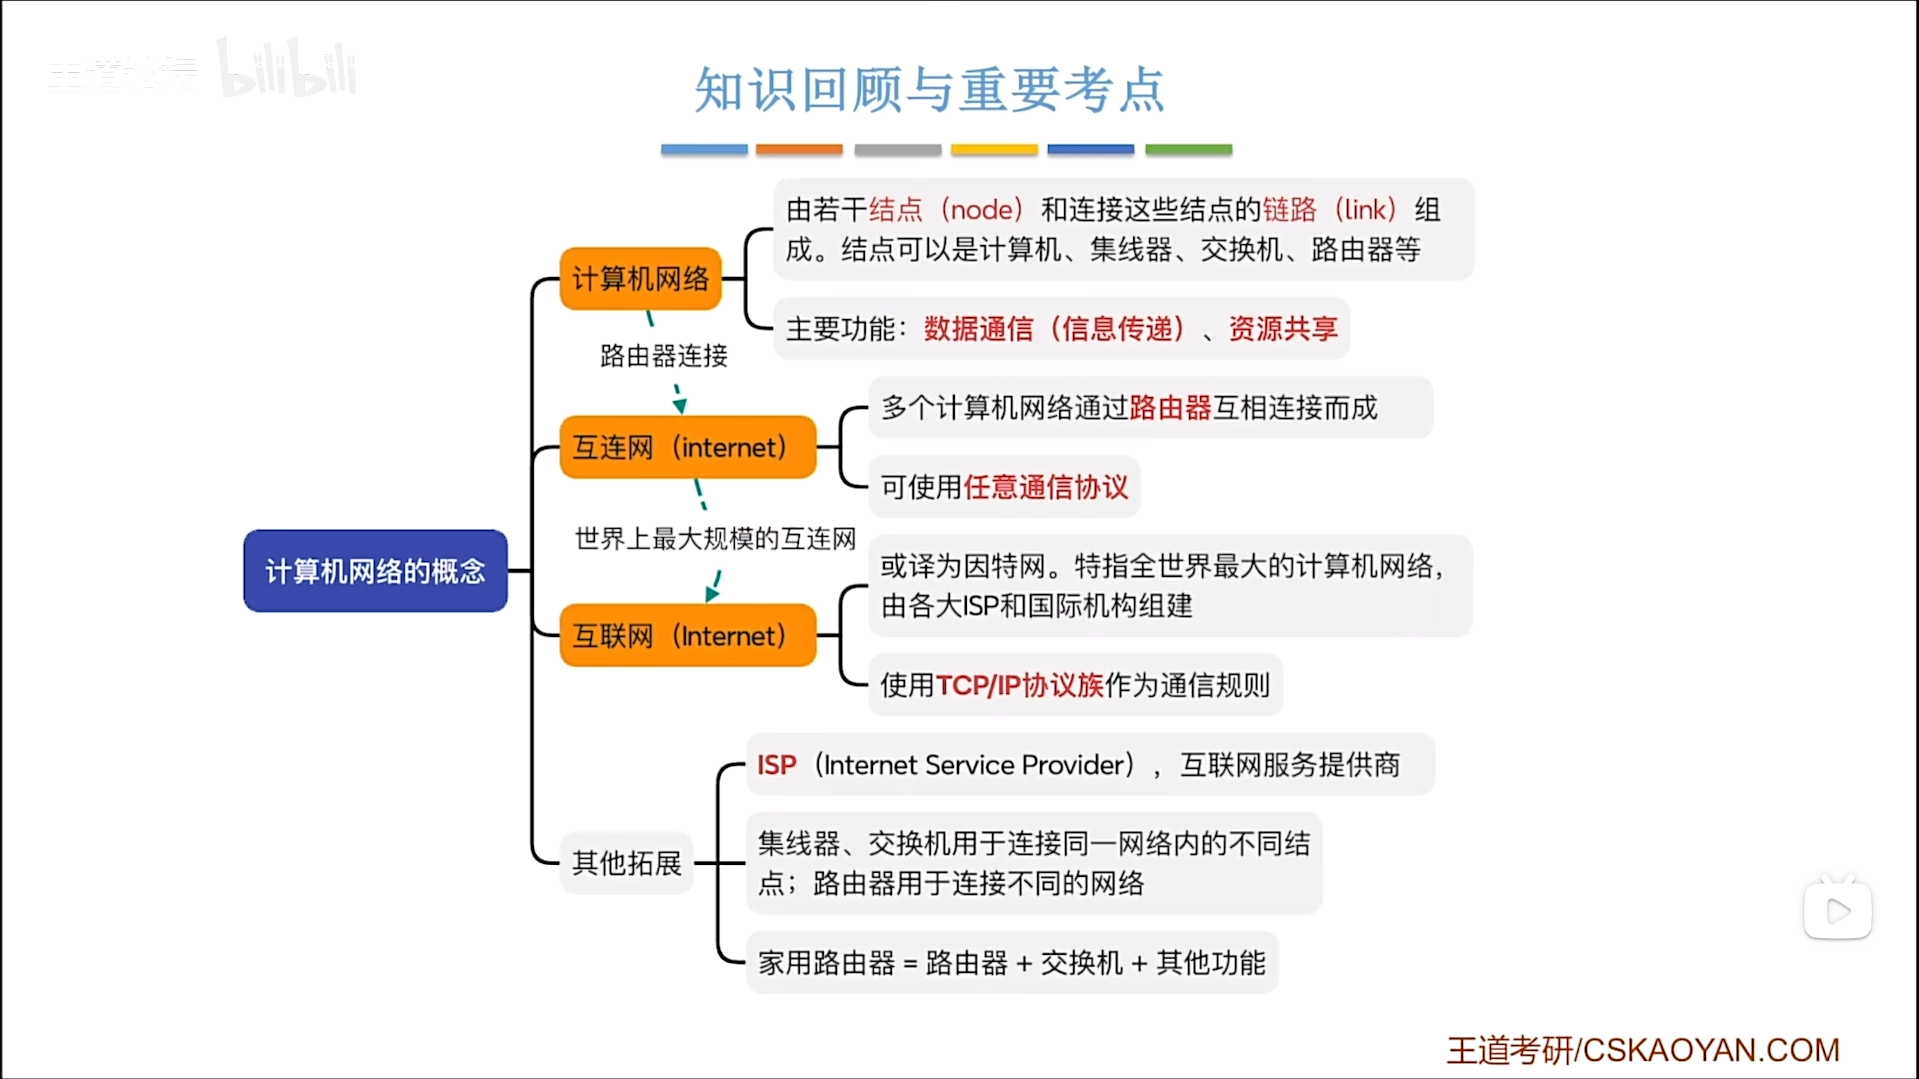 王道论坛 bilibili
知识回顾与重要考点
由若干结点（node）和连接这些结点的链路（link）组
成。结点可以是计算机、集线器、交换机、路由器等
计算机网络
主要功能：数据通信（信息传递）、资源共享
路由器连接
多个计算机网络通过路由器互相连接而成
互连网（internet）
可使用任意通信协议
世界上最大规模的互连网
或译为因特网。特指全世界最大的计算机网络，
由各大ISP和国际机构组建
计算机网络的概念
互联网（Internet）
使用TCP/IP协议族作为通信规则
ISP（Internet Service Provider），互联网服务提供商
集线器、交换机用于连接同一网络内的不同结
点；路由器用于连接不同的网络
其他拓展
家用路由器 = 路由器 + 交换机 + 其他功能
王道考研/CSKAOYAN.COM